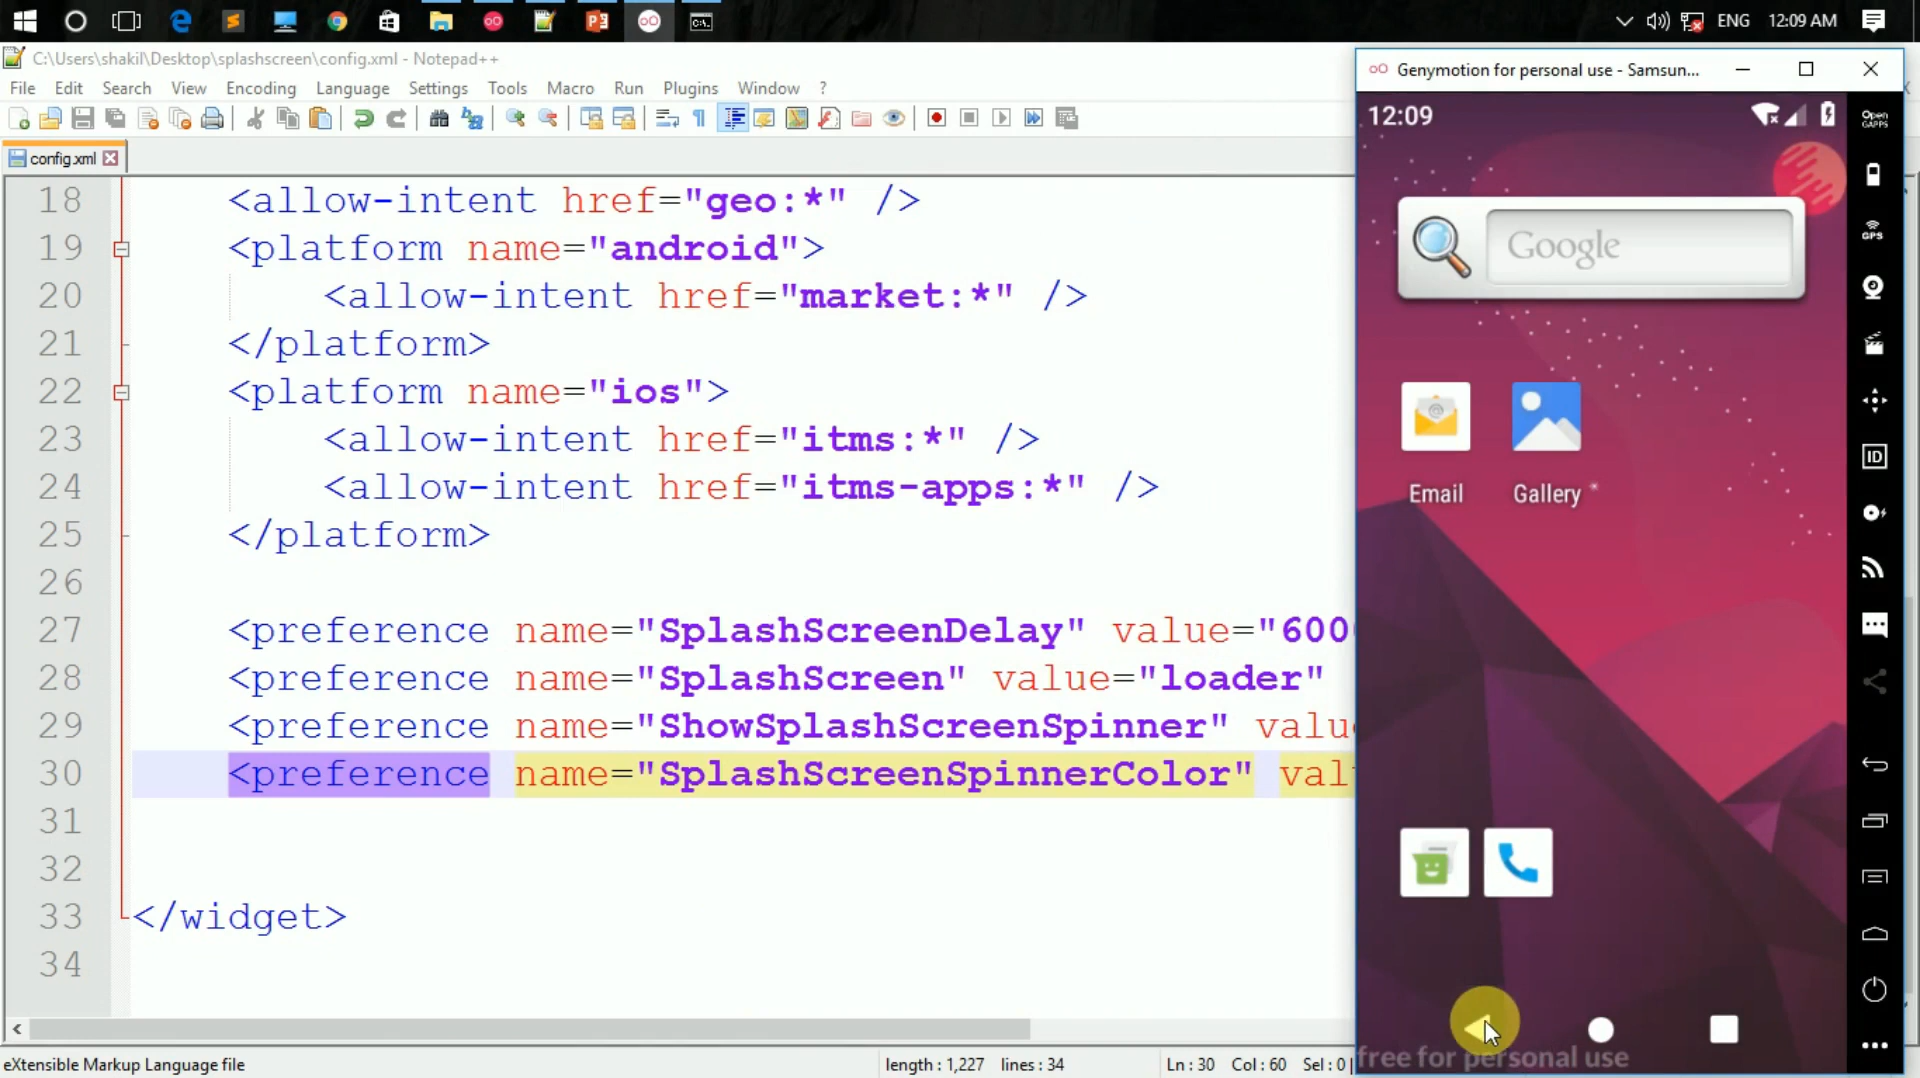 ENG 12:09 AM
C:\Users\shakil\Desktop\splashscreen\config.xml - Notepad++
File Edit Search View Encoding Language Settings Tools Macro Run Plugins Window ?
config.xml
18 <allow-intent href="geo:*" />
19 <platform name="android">
20 <allow-intent href="market:*" />
21 </platform>
22 <platform name="ios">
23 <allow-intent href="itms:*" />
24 <allow-intent href="itms-apps:*" />
25 </platform>
26
27 <preference name="SplashScreenDelay" value="600
28 <preference name="SplashScreen" value="loader"
29 <preference name="ShowSplashScreenSpinner" valu
30 <preference name="SplashScreenSpinnerColor" val
31
32
33 </widget>
34
eXtensible Markup Language file length : 1,227 lines : 34 Ln : 30 Col : 60 Sel : 0 |
Genymotion for personal use - Samsun...
12:09
Open GAPPS
Google
GPS
ID
Email Gallery
free for personal use